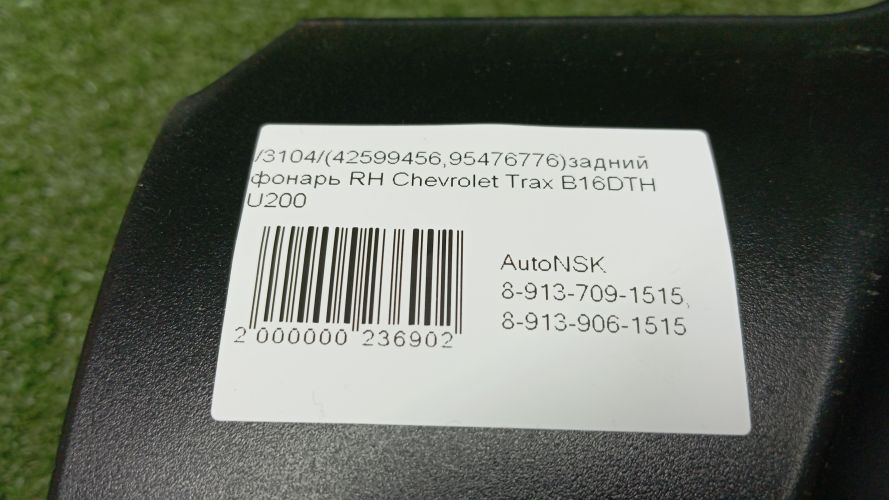 /3104/(42599456,95476776)задний
фонарь RH Chevrolet Trax B16DTH
U200
AutoNSK
8-913-709-1515,
8-913-906-1515
2 000000 236902